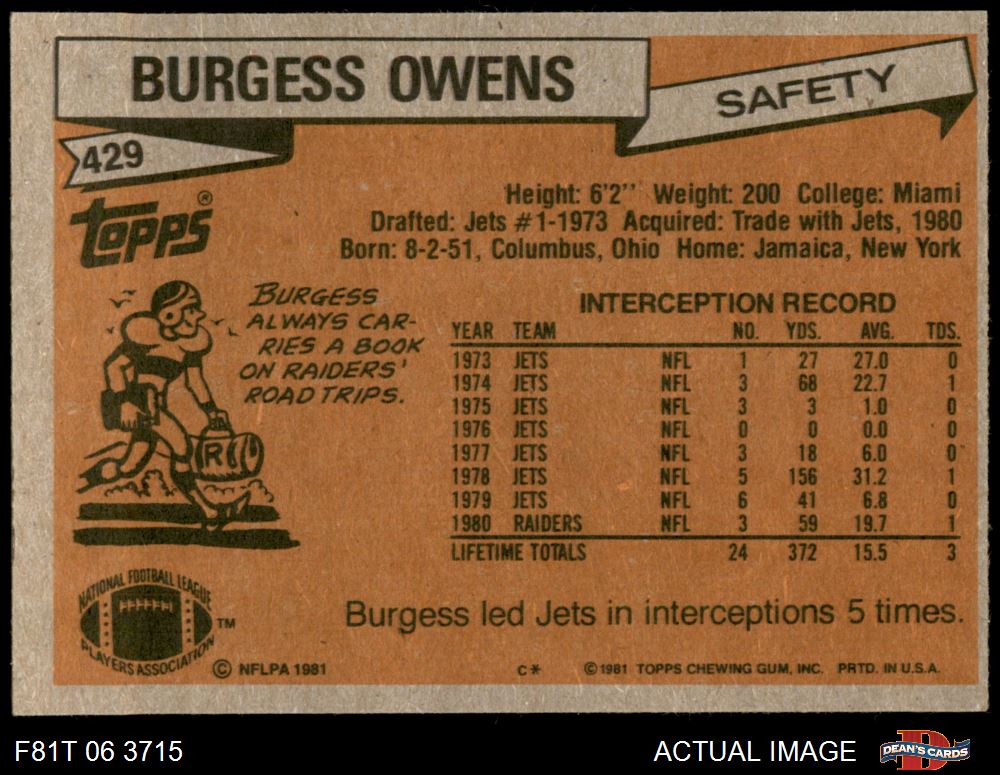 BURGESS OWENS
SAFETY
429
TOPPS®
Height: 6'2'' Weight: 200 College: Miami
Drafted: Jets #1-1973 Acquired: Trade with Jets, 1980
Born: 8-2-51, Columbus, Ohio Home: Jamaica, New York
BURGESS
ALWAYS CAR-
RIES A BOOK
ON RAIDERS'
ROAD TRIPS.
R
INTERCEPTION RECORD
YEAR TEAM NO. YDS. AVG. TDS.
1973 JETS NFL 1 27 27.0 0
1974 JETS NFL 3 68 22.7 1
1975 JETS NFL 3 3 1.0 0
1976 JETS NFL 0 0 0.0 0
1977 JETS NFL 3 18 6.0 0
1978 JETS NFL 5 156 31.2 1
1979 JETS NFL 6 41 6.8 0
1980 RAIDERS NFL 3 59 19.7 1
LIFETIME TOTALS 24 372 15.5 3
NATIONAL FOOTBALL LEAGUE
PLAYERS ASSOCIATION
TM
Burgess led Jets in interceptions 5 times.
© NFLPA 1981
C*
© 1981 TOPPS CHEWING GUM, INC. PRTD. IN U.S.A.
F81T 06 3715
ACTUAL IMAGE
D
DEAN'S CARDS